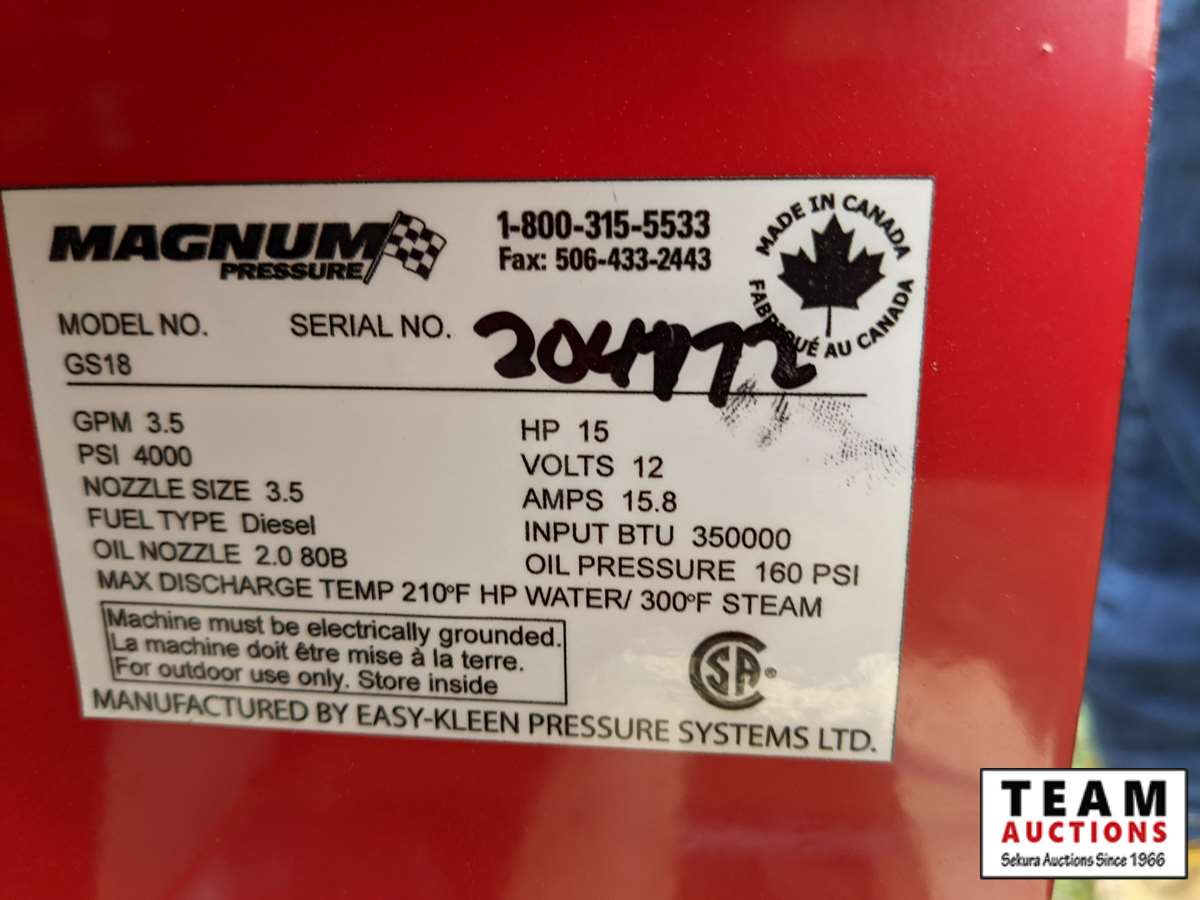 MAGNUM
PRESSURE
1-800-315-5533
Fax: 506-433-2443
MADE IN CANADA
FABRIQUÉ AU CANADA
MODEL NO. SERIAL NO. 204772
GS18
GPM 3.5
PSI 4000
NOZZLE SIZE 3.5
FUEL TYPE Diesel
OIL NOZZLE 2.0 80B
HP 15
VOLTS 12
AMPS 15.8
INPUT BTU 350000
OIL PRESSURE 160 PSI
MAX DISCHARGE TEMP 210°F HP WATER/ 300°F STEAM
Machine must be electrically grounded.
La machine doit être mise à la terre.
For outdoor use only. Store inside
CSA®
MANUFACTURED BY EASY-KLEEN PRESSURE SYSTEMS LTD.
TEAM
AUCTIONS
Sekura Auctions Since 1966